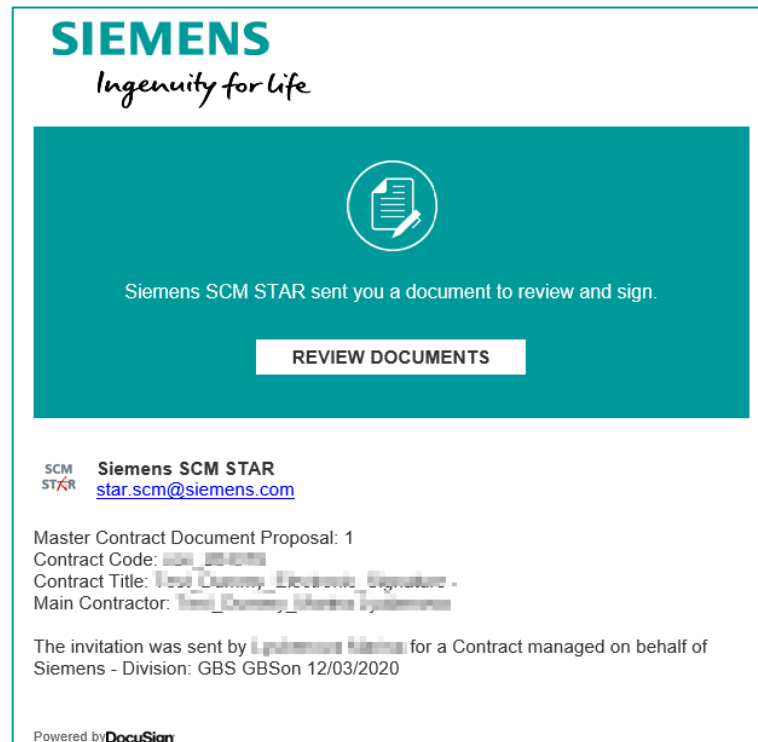 SIEMENS
Ingenuity for life
Siemens SCM STAR sent you a document to review and sign.
REVIEW DOCUMENTS
SCM
STAR
Siemens SCM STAR
star.scm@siemens.com
Master Contract Document Proposal: 1
Contract Code:
Contract Title:
Main Contractor:
The invitation was sent by for a Contract managed on behalf of
Siemens - Division: GBS GBSon 12/03/2020
Powered byDocuSign